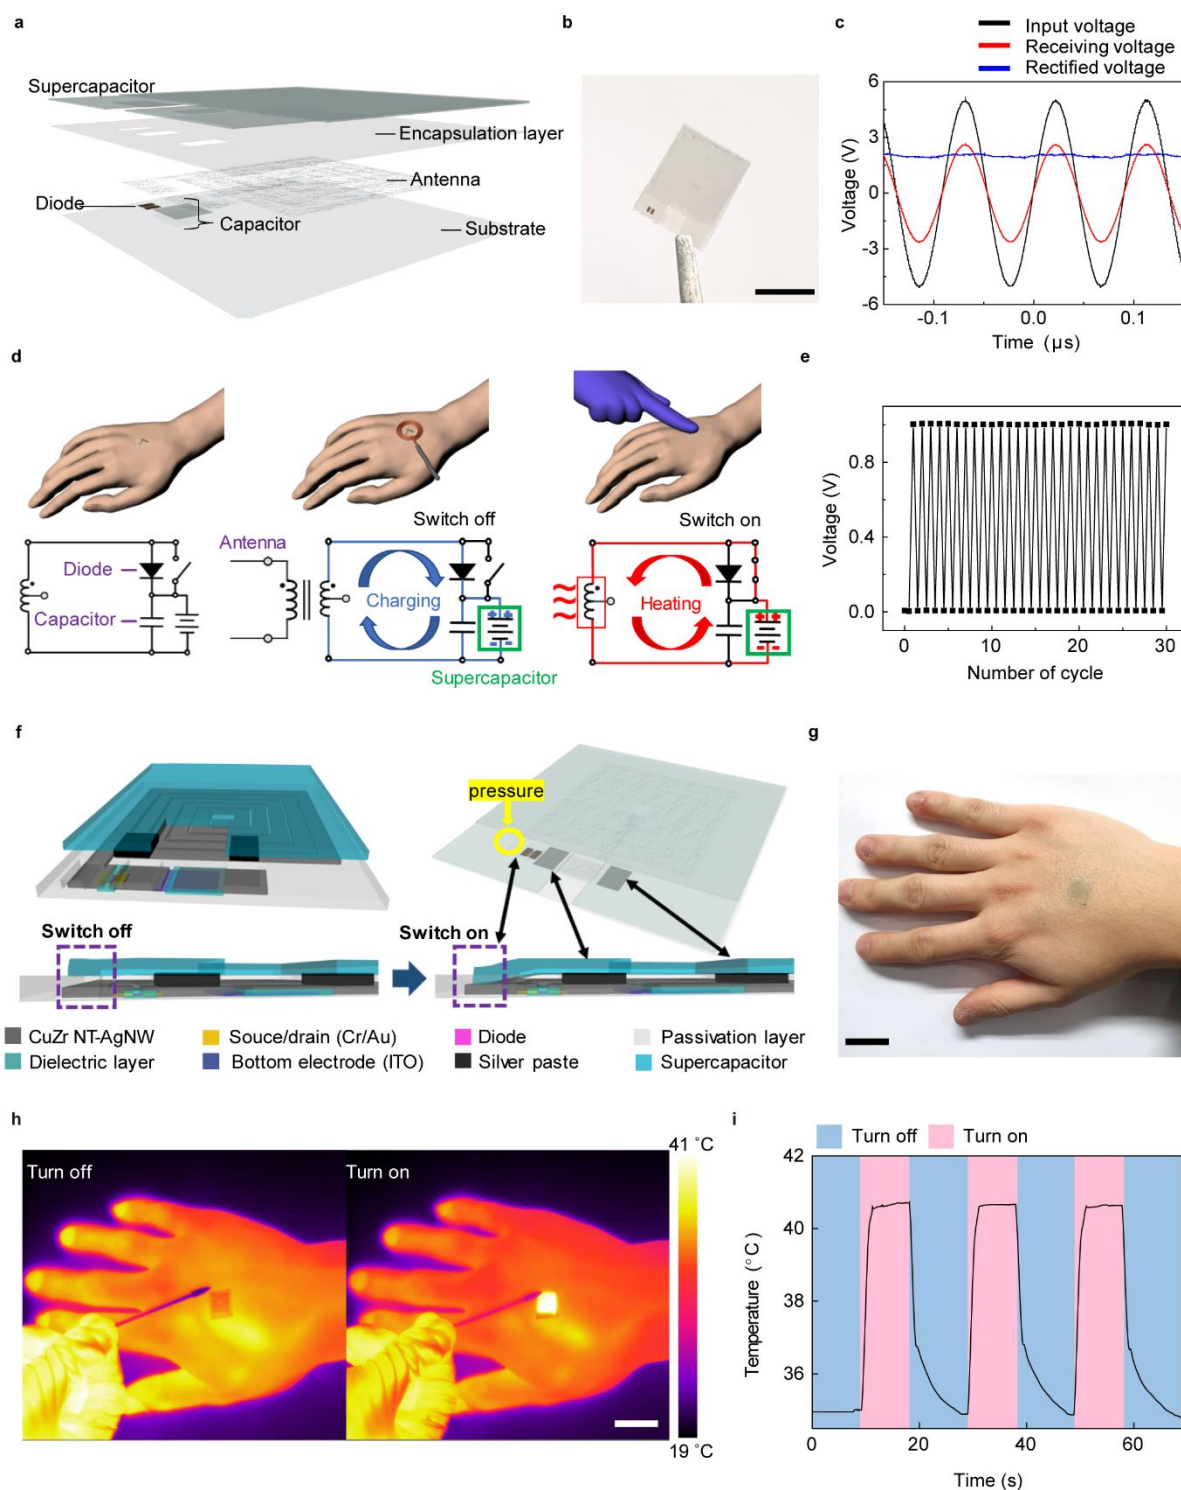 a
Supercapacitor
Encapsulation layer
Antenna
Diode
Capacitor
Substrate
b
c
Input voltage
Receiving voltage
Rectified voltage
6
3
0
-3
-6
Voltage (V)
-0.1
0.0
0.1
Time (µs)
d
Switch off
Switch on
Antenna
Diode
Capacitor
Charging
Heating
Supercapacitor
e
0.8
0.4
0.0
Voltage (V)
0
10
20
30
Number of cycle
f
pressure
Switch off
Switch on
CuZr NT-AgNW
Souce/drain (Cr/Au)
Diode
Passivation layer
Dielectric layer
Bottom electrode (ITO)
Silver paste
Supercapacitor
g
h
Turn off
Turn on
41 °C
19 °C
i
Turn off
Turn on
42
40
38
36
Temperature (°C)
0
20
40
60
Time (s)